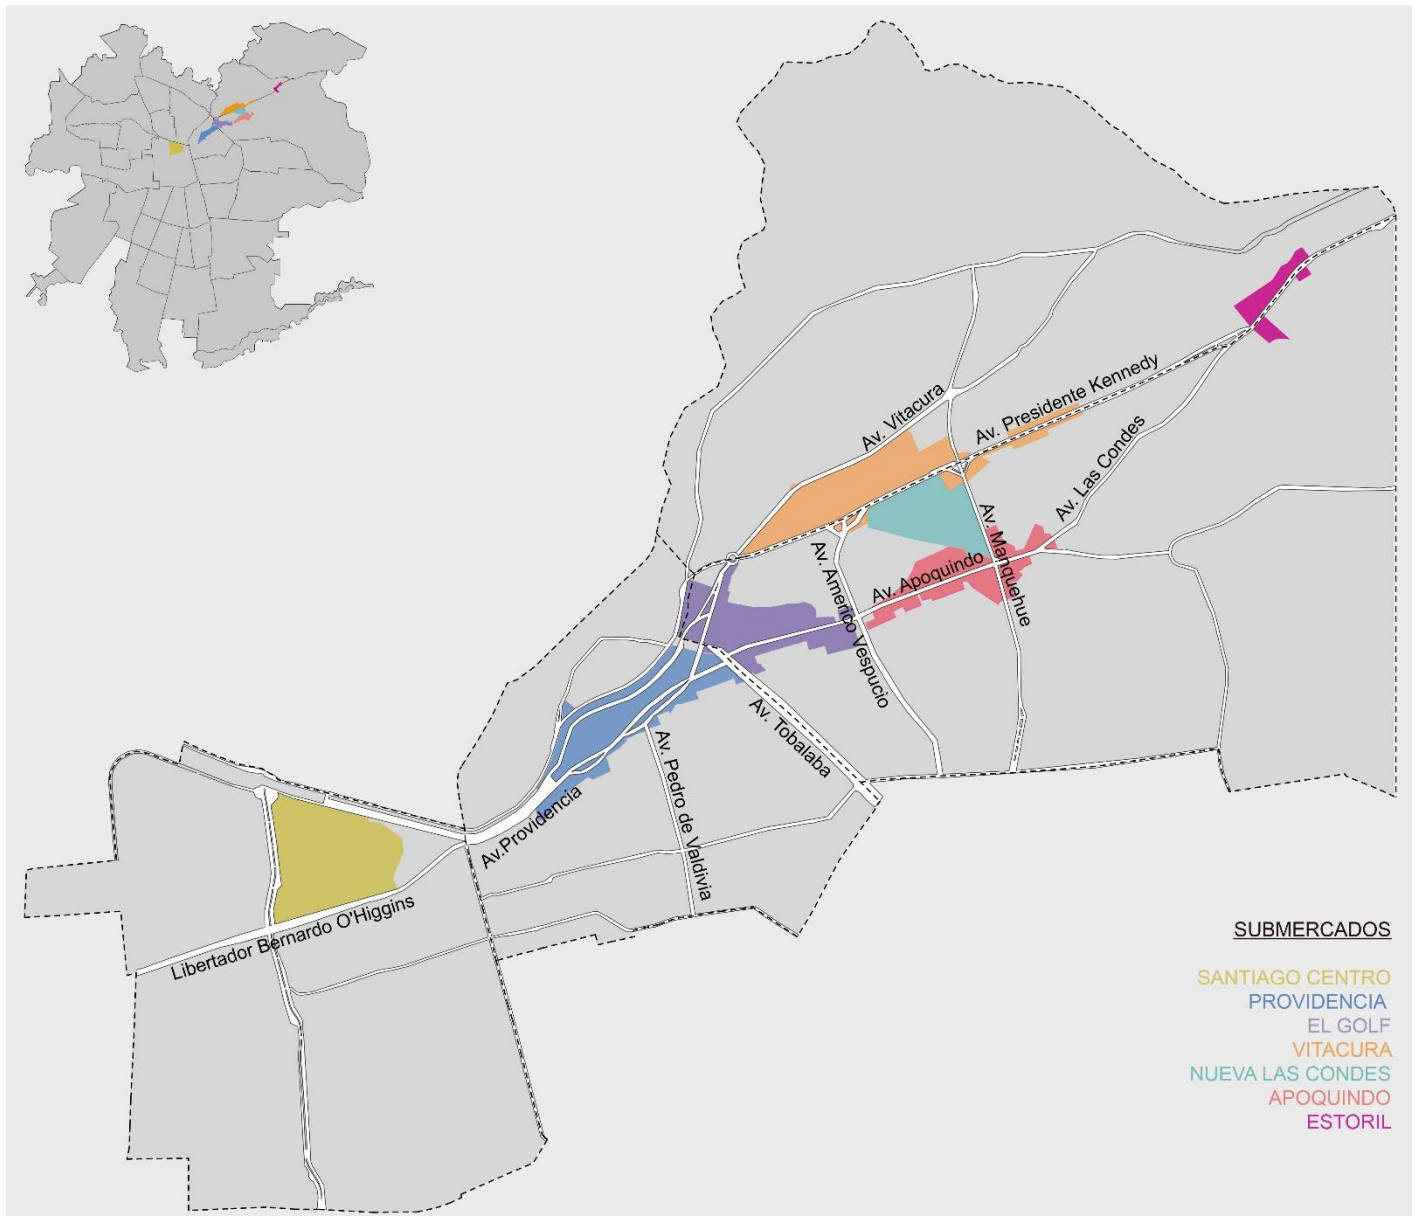 Av. Vitacura
Av. Presidente Kennedy
Av. Las Condes
Av. Manquehue
Av. Apoquindo
Av. Americo Vespucio
Av. Tobalaba
Av. Pedro de Valdivia
Av.Providencia
Libertador Bernardo O'Higgins
SUBMERCADOS
SANTIAGO CENTRO
PROVIDENCIA
EL GOLF
VITACURA
NUEVA LAS CONDES
APOQUINDO
ESTORIL